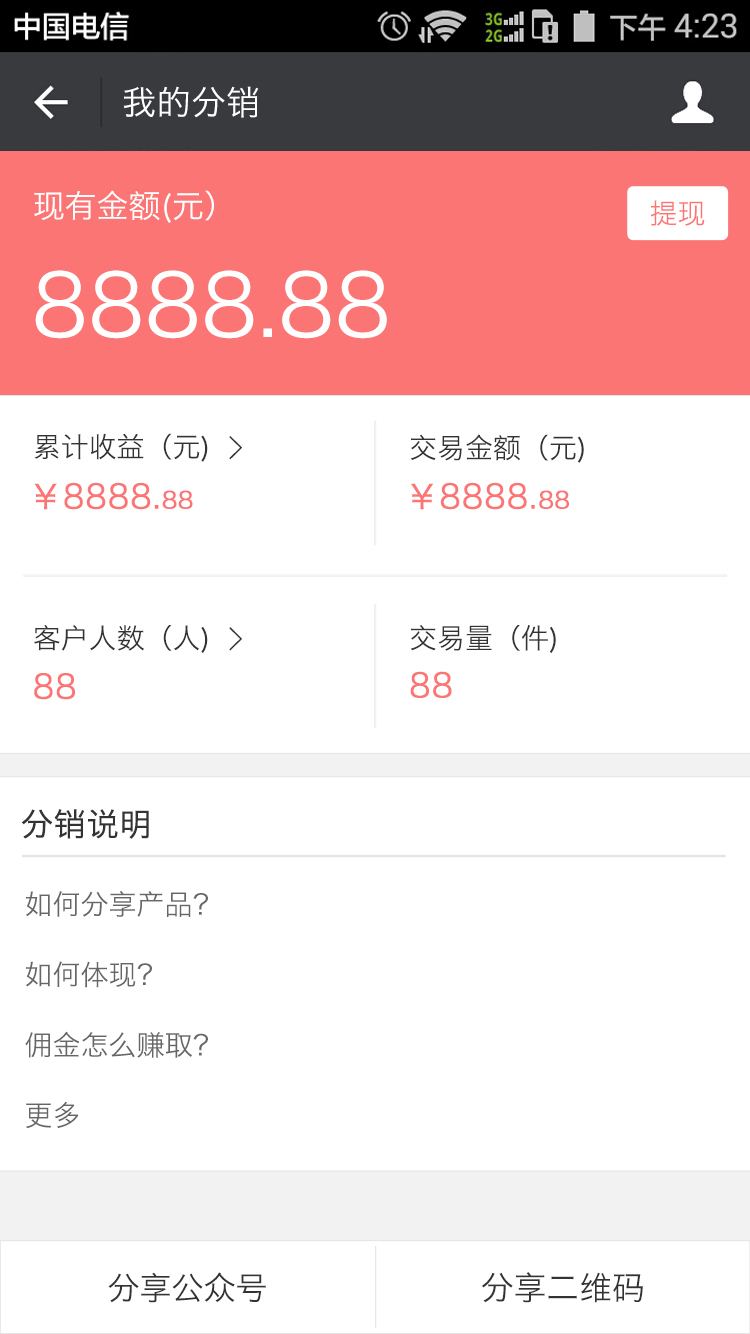 中国电信 3G 2G 下午 4:23
我的分销
现有金额(元)
提现
8888.88
累计收益（元） 交易金额（元)
￥8888.88 ￥8888.88
客户人数（人） 交易量（件)
88 88
分销说明
如何分享产品?
如何体现?
佣金怎么赚取?
更多
分享公众号 分享二维码